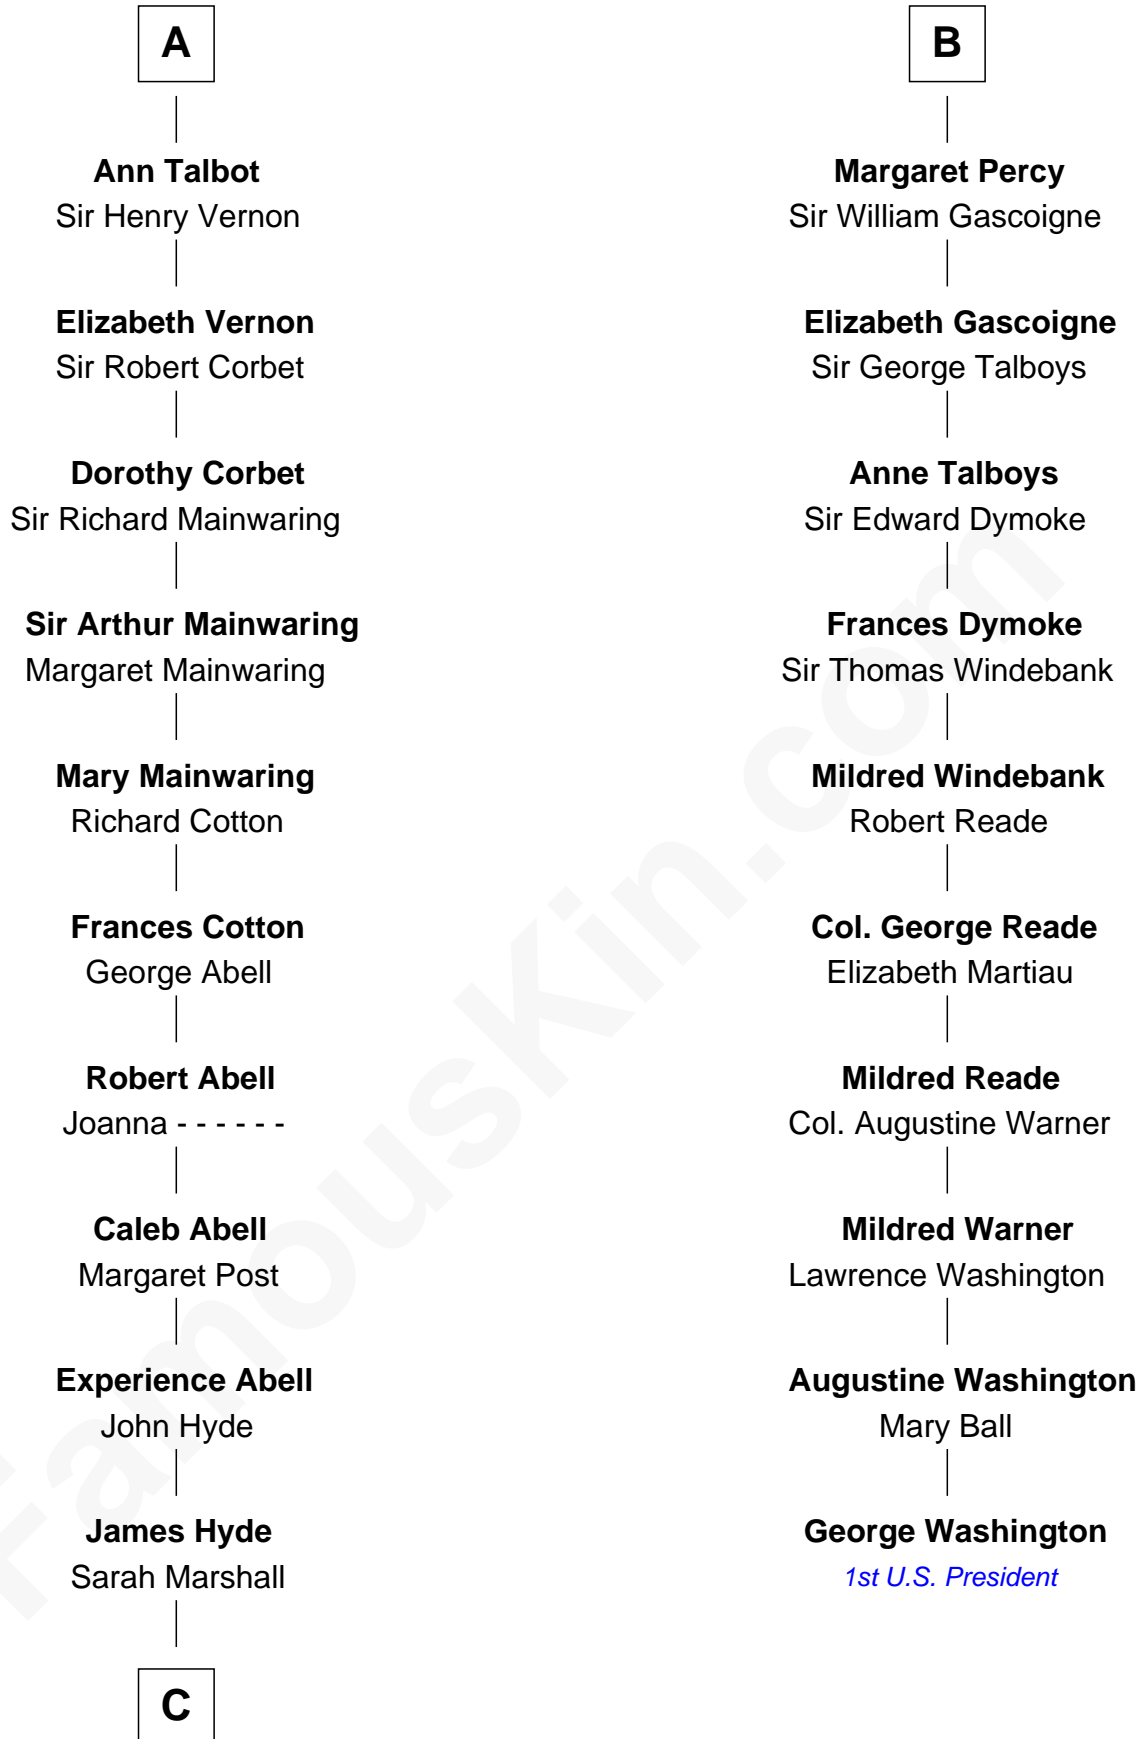 A
Ann Talbot
Sir Henry Vernon
Elizabeth Vernon
Sir Robert Corbet
Dorothy Corbet
Sir Richard Mainwaring
Sir Arthur Mainwaring
Margaret Mainwaring
Mary Mainwaring
Richard Cotton
Frances Cotton
George Abell
Robert Abell
Joanna - - - - - -
Caleb Abell
Margaret Post
Experience Abell
John Hyde
James Hyde
Sarah Marshall
C
B
Margaret Percy
Sir William Gascoigne
Elizabeth Gascoigne
Sir George Talboys
Anne Talboys
Sir Edward Dymoke
Frances Dymoke
Sir Thomas Windebank
Mildred Windebank
Robert Reade
Col. George Reade
Elizabeth Martiau
Mildred Reade
Col. Augustine Warner
Mildred Warner
Lawrence Washington
Augustine Washington
Mary Ball
George Washington
1st U.S. President
FamousKin.com